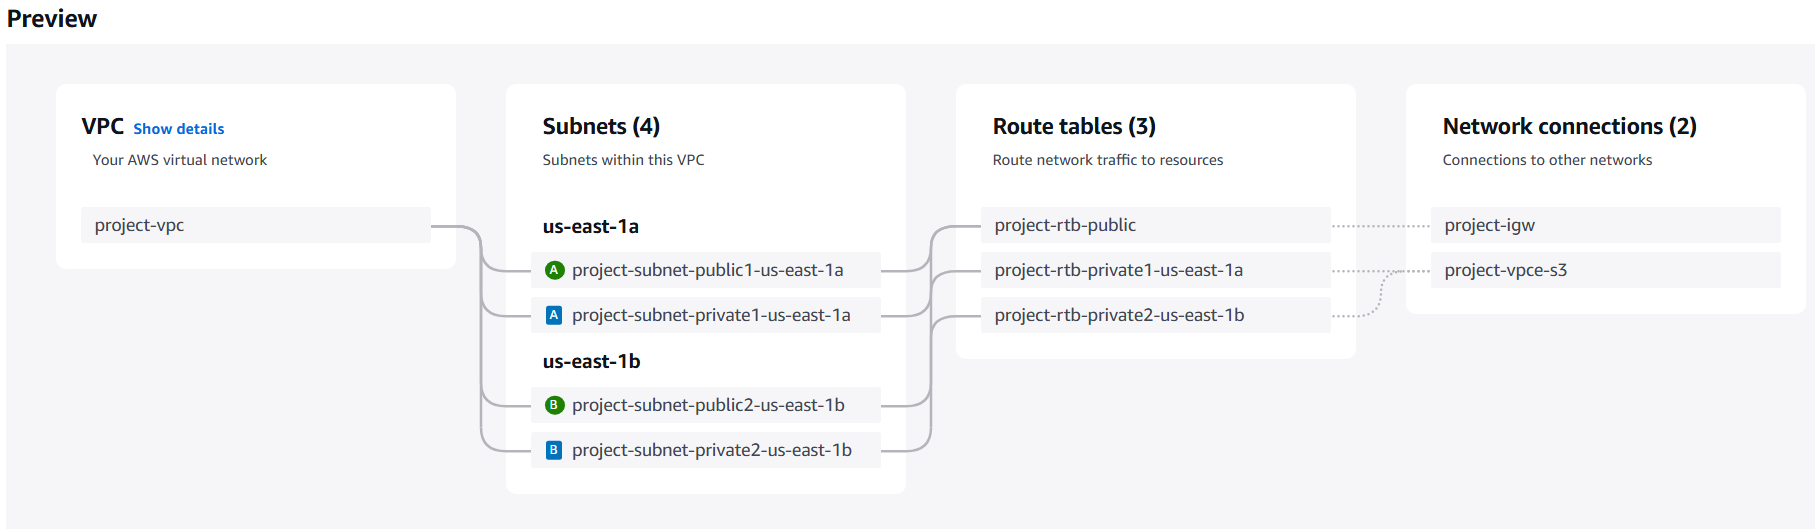 Preview
VPC Show details
Your AWS virtual network
project-vpc
Subnets (4)
Subnets within this VPC
us-east-1a
A project-subnet-public1-us-east-1a
A project-subnet-private1-us-east-1a
us-east-1b
B project-subnet-public2-us-east-1b
B project-subnet-private2-us-east-1b
Route tables (3)
Route network traffic to resources
project-rtb-public
project-rtb-private1-us-east-1a
project-rtb-private2-us-east-1b
Network connections (2)
Connections to other networks
project-igw
project-vpce-s3